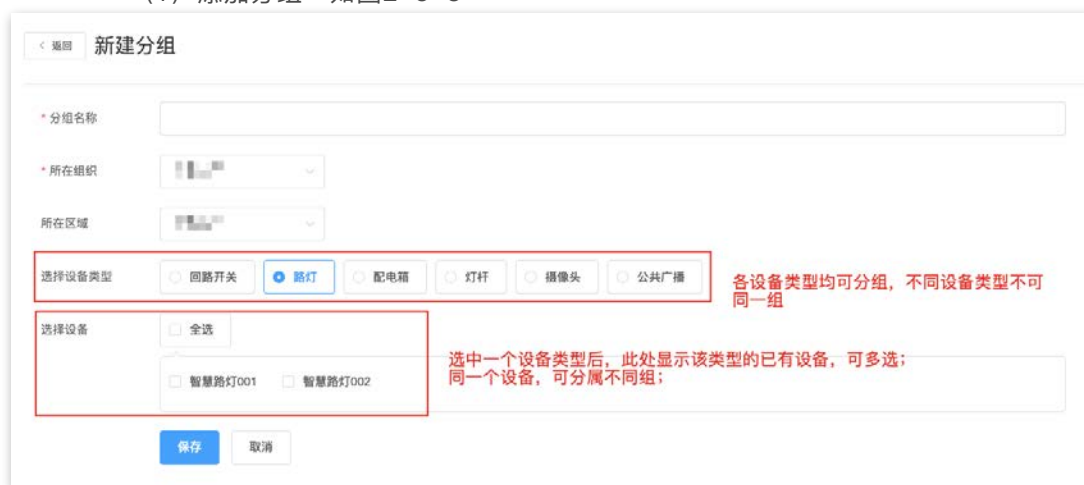 < 返回 新建分组
* 分组名称
* 所在组织
所在区域
选择设备类型 回路开关 路灯 配电箱 灯杆 摄像头 公共广播
各设备类型均可分组，不同设备类型不可
同一组
选择设备 全选
选中一个设备类型后，此处显示该类型的已有设备，可多选；
同一个设备，可分属不同组；
智慧路灯001 智慧路灯002
保存 取消